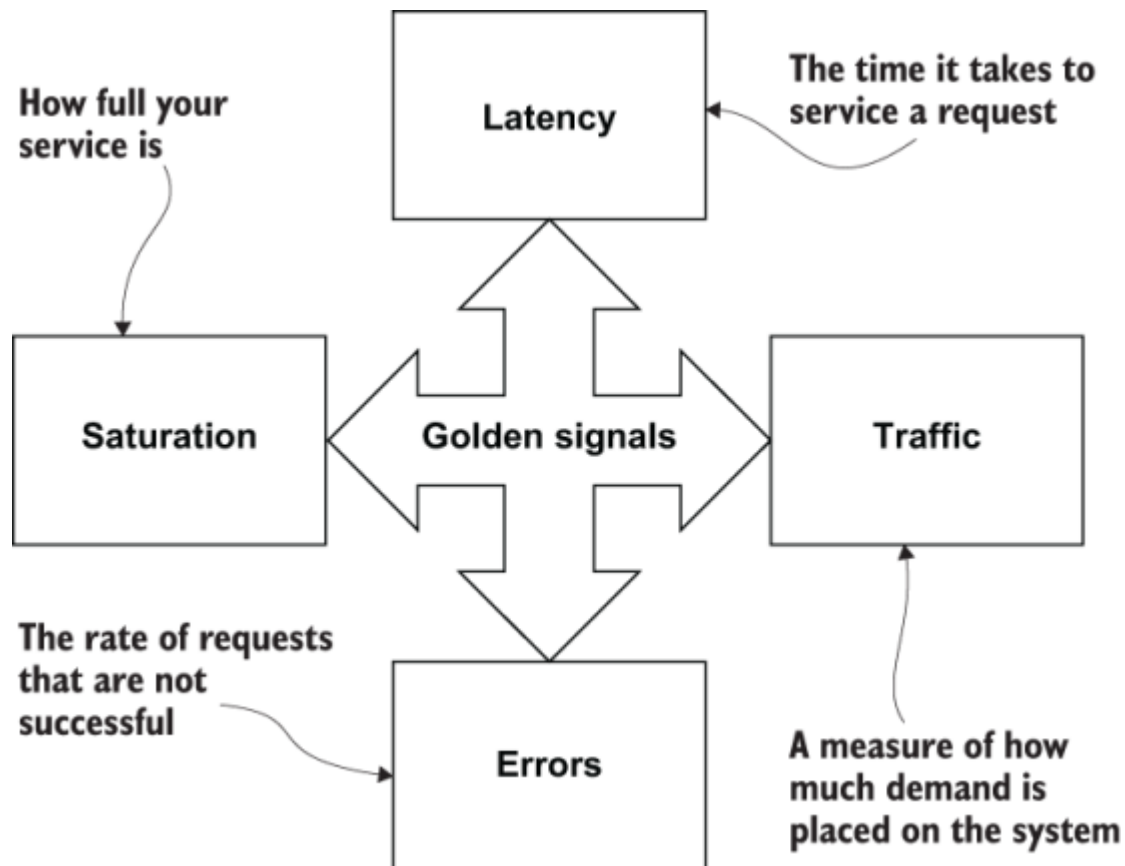 How full your
service is
Latency
The time it takes to
service a request
Saturation
Golden signals
Traffic
The rate of requests
that are not
successful
Errors
A measure of how
much demand is
placed on the system